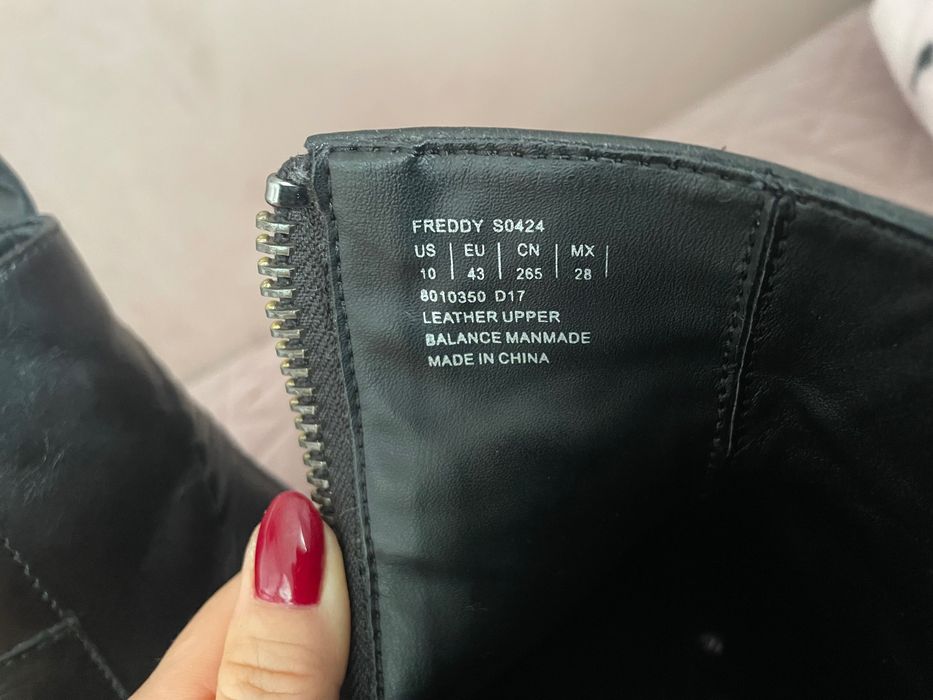 FREDDY S0424
US | EU | CN | MX |
10 | 43 | 265 | 28 |
8010350 D17
LEATHER UPPER
BALANCE MANMADE
MADE IN CHINA